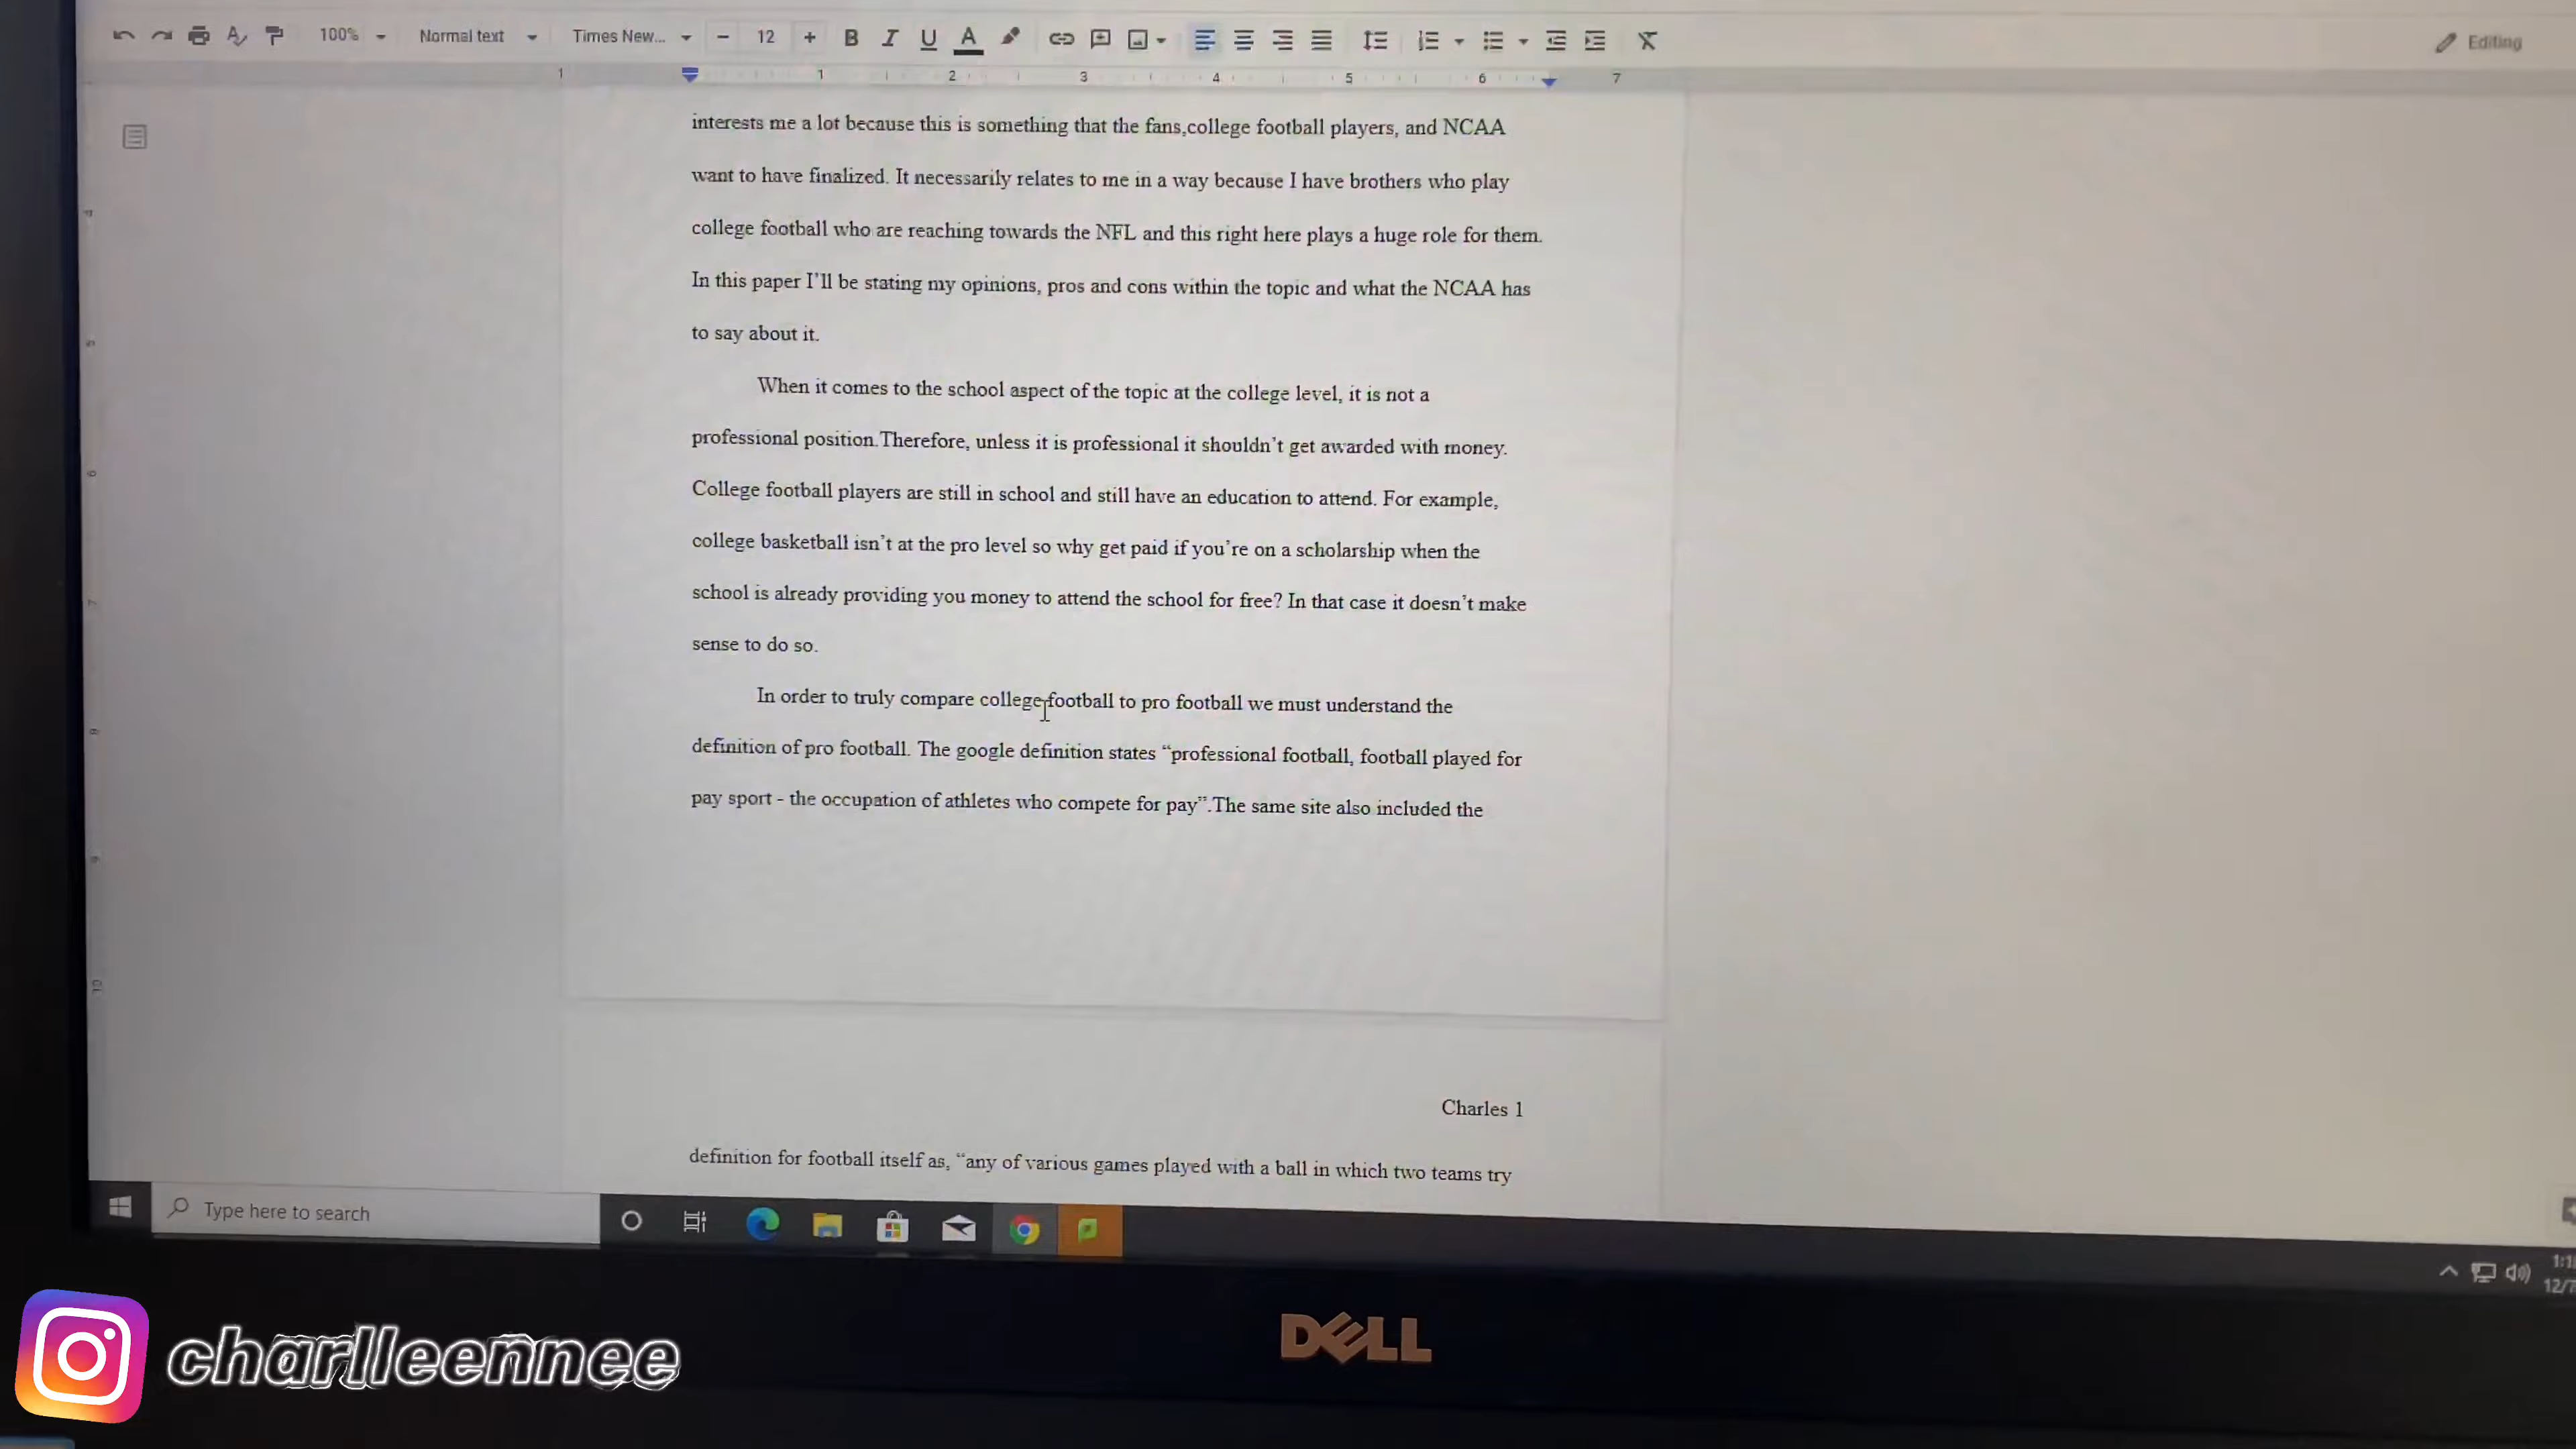 100%
Normal text
Times New...
12
Editing
1 1 2 3 4 5 6 7
interests me a lot because this is something that the fans,college football players, and NCAA
want to have finalized. It necessarily relates to me in a way because I have brothers who play
college football who are reaching towards the NFL and this right here plays a huge role for them.
In this paper I’ll be stating my opinions, pros and cons within the topic and what the NCAA has
to say about it.
When it comes to the school aspect of the topic at the college level, it is not a
professional position.Therefore, unless it is professional it shouldn’t get awarded with money.
College football players are still in school and still have an education to attend. For example,
college basketball isn’t at the pro level so why get paid if you’re on a scholarship when the
school is already providing you money to attend the school for free? In that case it doesn’t make
sense to do so.
In order to truly compare college football to pro football we must understand the
definition of pro football. The google definition states “professional football, football played for
pay sport - the occupation of athletes who compete for pay”.The same site also included the
Charles 1
definition for football itself as, “any of various games played with a ball in which two teams try
Type here to search
DELL
charlleennee